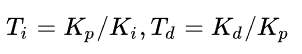 T_i = K_p/K_i, T_d = K_d/K_p